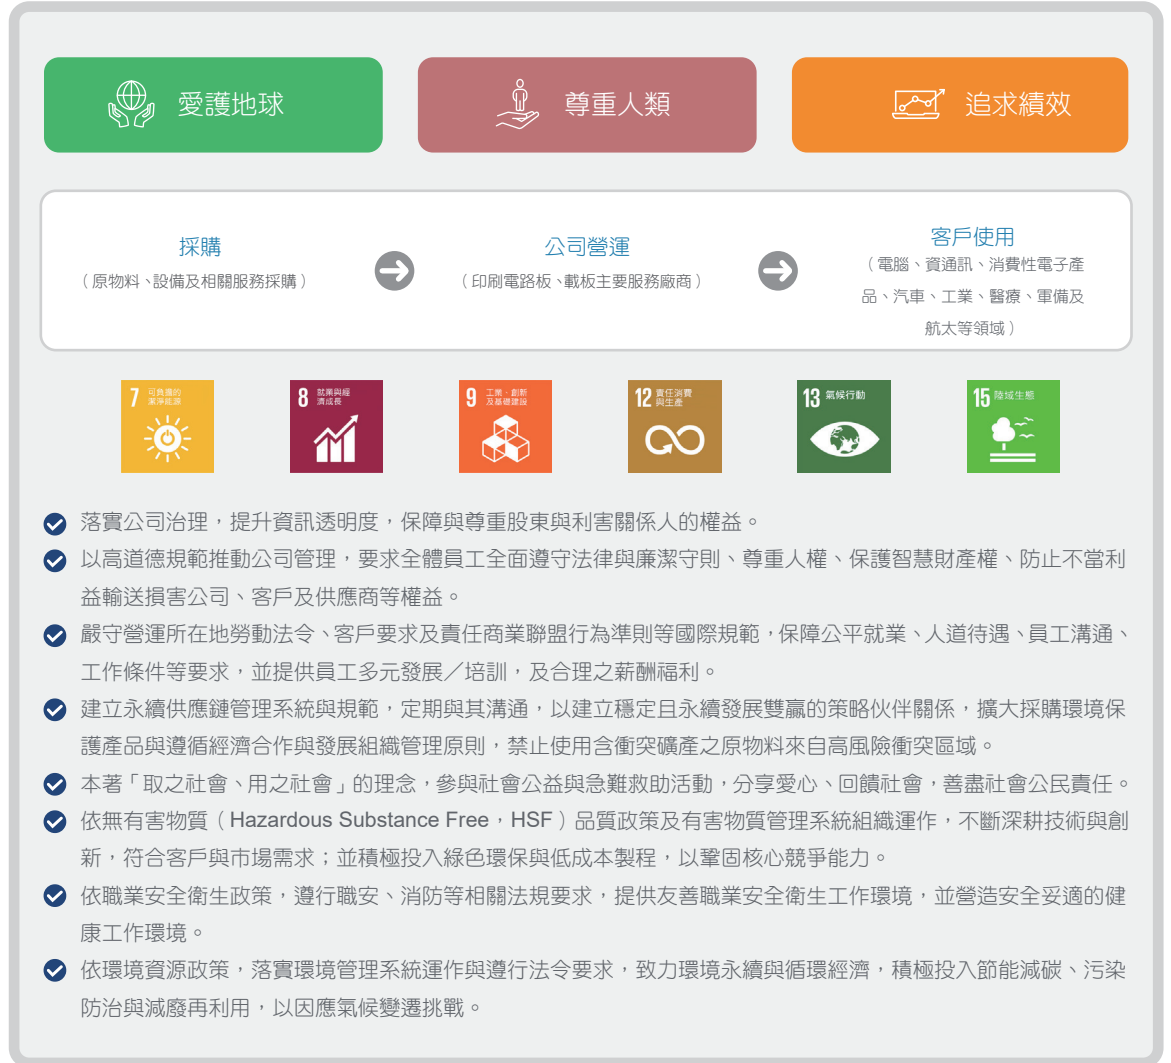 愛護地球
尊重人類
追求績效
採購
（原物料、設備及相關服務採購）
公司營運
（印刷電路板、載板主要服務廠商）
客戶使用
（電腦、資通訊、消費性電子產
品、汽車、工業、醫療、軍備及
航太等領域）
7 可負擔的
潔淨能源
8 就業與經
濟成長
9 工業、創新
及基礎建設
12 責任消費
與生產
13 氣候行動
15 陸域生態
落實公司治理，提升資訊透明度，保障與尊重股東與利害關係人的權益。
以高道德規範推動公司管理，要求全體員工全面遵守法律與廉潔守則、尊重人權、保護智慧財產權、防止不當利
益輸送損害公司、客戶及供應商等權益。
嚴守營運所在地勞動法令、客戶要求及責任商業聯盟行為準則等國際規範，保障公平就業、人道待遇、員工溝通、
工作條件等要求，並提供員工多元發展／培訓，及合理之薪酬福利。
建立永續供應鏈管理系統與規範，定期與其溝通，以建立穩定且永續發展雙贏的策略伙伴關係，擴大採購環境保
護產品與遵循經濟合作與發展組織管理原則，禁止使用含衝突礦產之原物料來自高風險衝突區域。
本著「取之社會、用之社會」的理念，參與社會公益與急難救助活動，分享愛心、回饋社會，善盡社會公民責任。
依無有害物質（Hazardous Substance Free，HSF）品質政策及有害物質管理系統組織運作，不斷深耕技術與創
新，符合客戶與市場需求；並積極投入綠色環保與低成本製程，以鞏固核心競爭能力。
依職業安全衛生政策，遵行職安、消防等相關法規要求，提供友善職業安全衛生工作環境，並營造安全妥適的健
康工作環境。
依環境資源政策，落實環境管理系統運作與遵行法令要求，致力環境永續與循環經濟，積極投入節能減碳、污染
防治與減廢再利用，以因應氣候變遷挑戰。